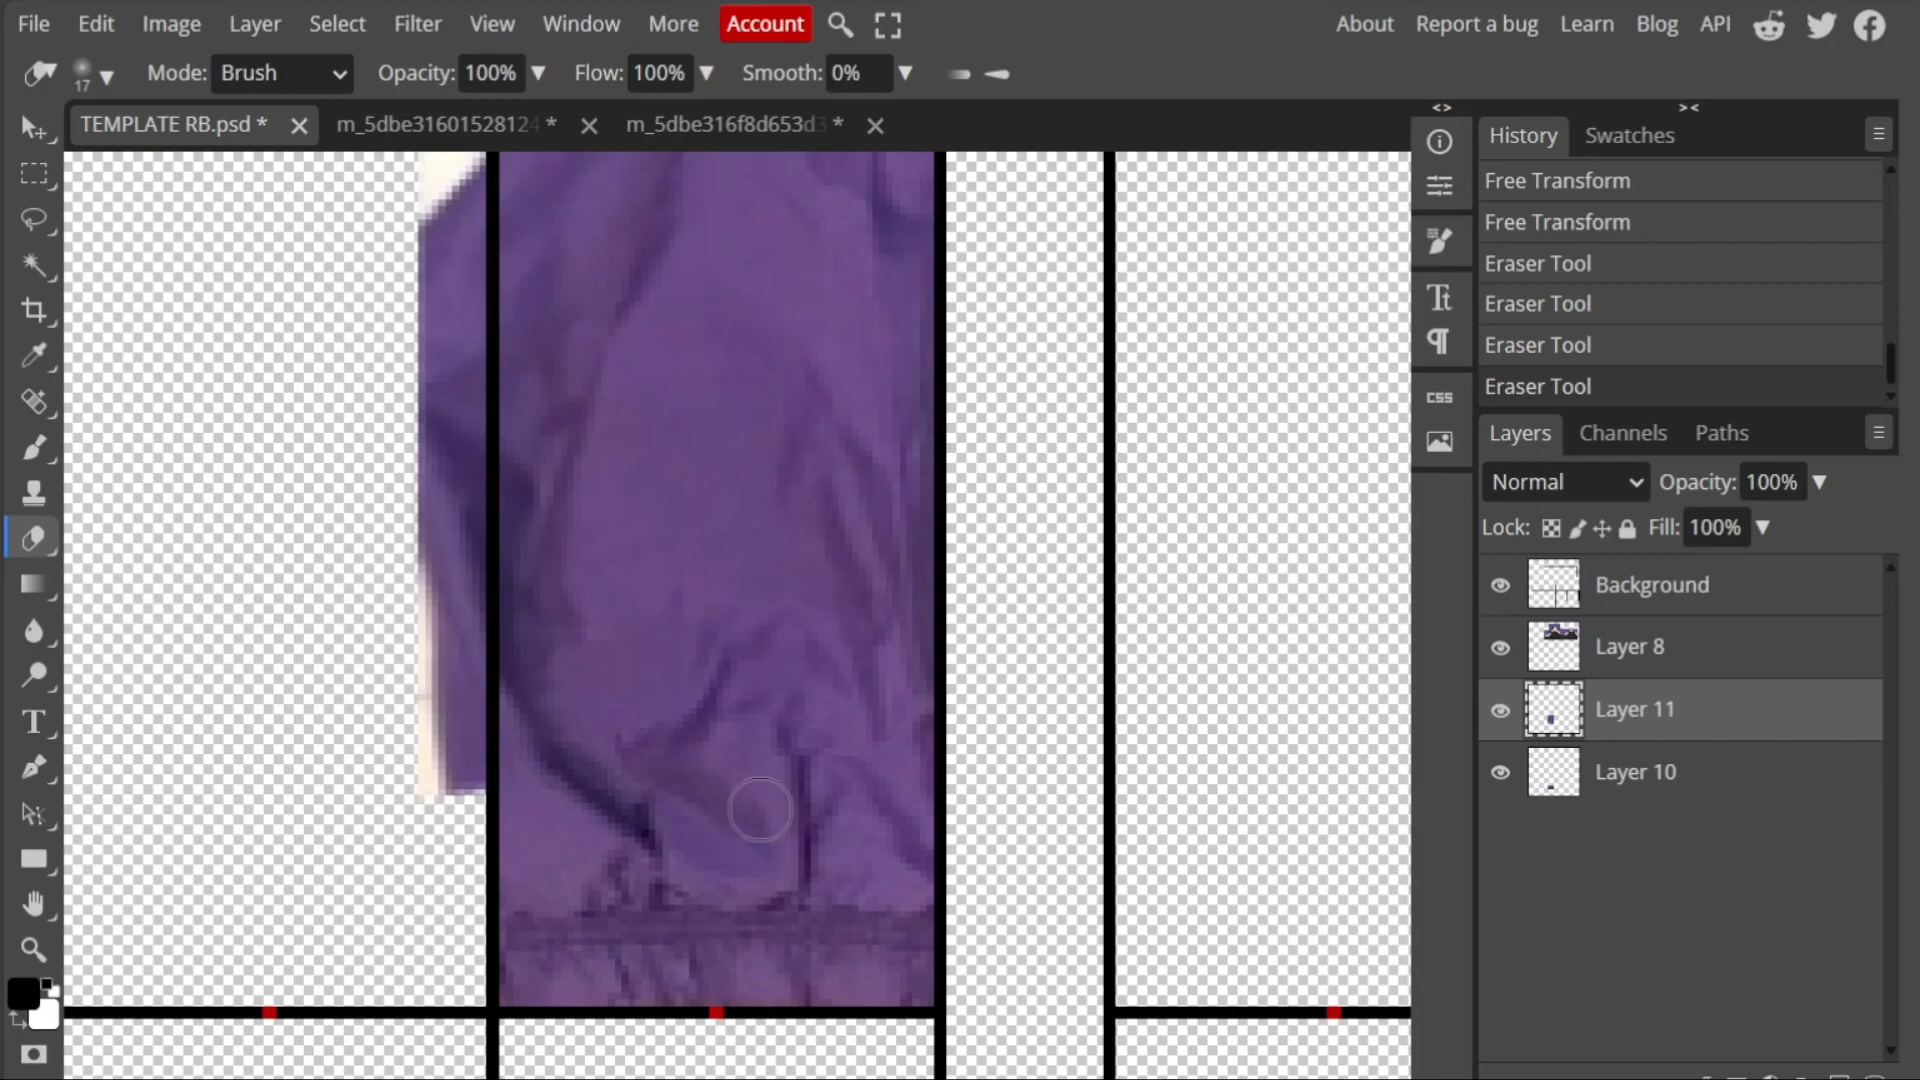 File Edit Image Layer Select Filter View Window More Account About Report a bug Learn Blog API
17 Mode: Brush Opacity: 100% Flow: 100% Smooth: 0%
TEMPLATE RB.psd * m_5dbe31601528124 * m_5dbe316f8d653d3 *
<> ><
History Swatches
Free Transform
Free Transform
Eraser Tool
Eraser Tool
Eraser Tool
Eraser Tool
CSS
Layers Channels Paths
Normal Opacity: 100%
Lock: Fill: 100%
Background
Layer 8
Layer 11
Layer 10